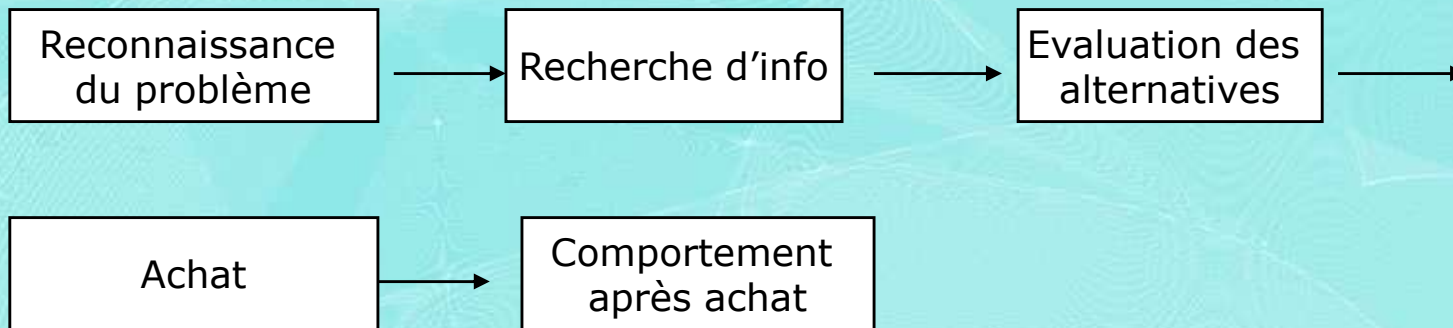 Reconnaissance
du problème
Recherche d’info
Evaluation des
alternatives
Achat
Comportement
après achat